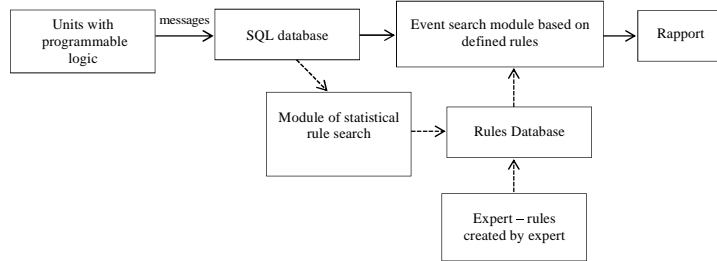 Units with
programmable
logic
messages
SQL database
Event search module based on
defined rules
Rapport
Module of statistical
rule search
Rules Database
Expert – rules
created by expert